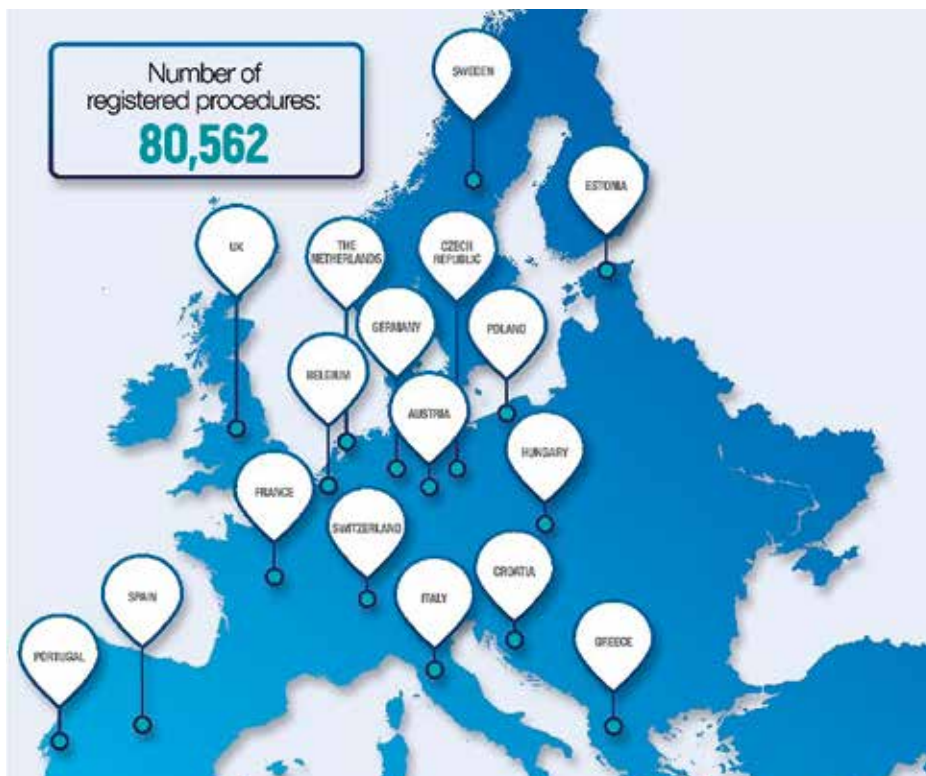 Number of
registered procedures:
80,562
SWEDEN
ESTONIA
UK
THE
NETHERLANDS
CZECH
REPUBLIC
GERMANY
POLAND
BELGIUM
AUSTRIA
HUNGARY
FRANCE
SWITZERLAND
CROATIA
SPAIN
ITALY
GREECE
PORTUGAL